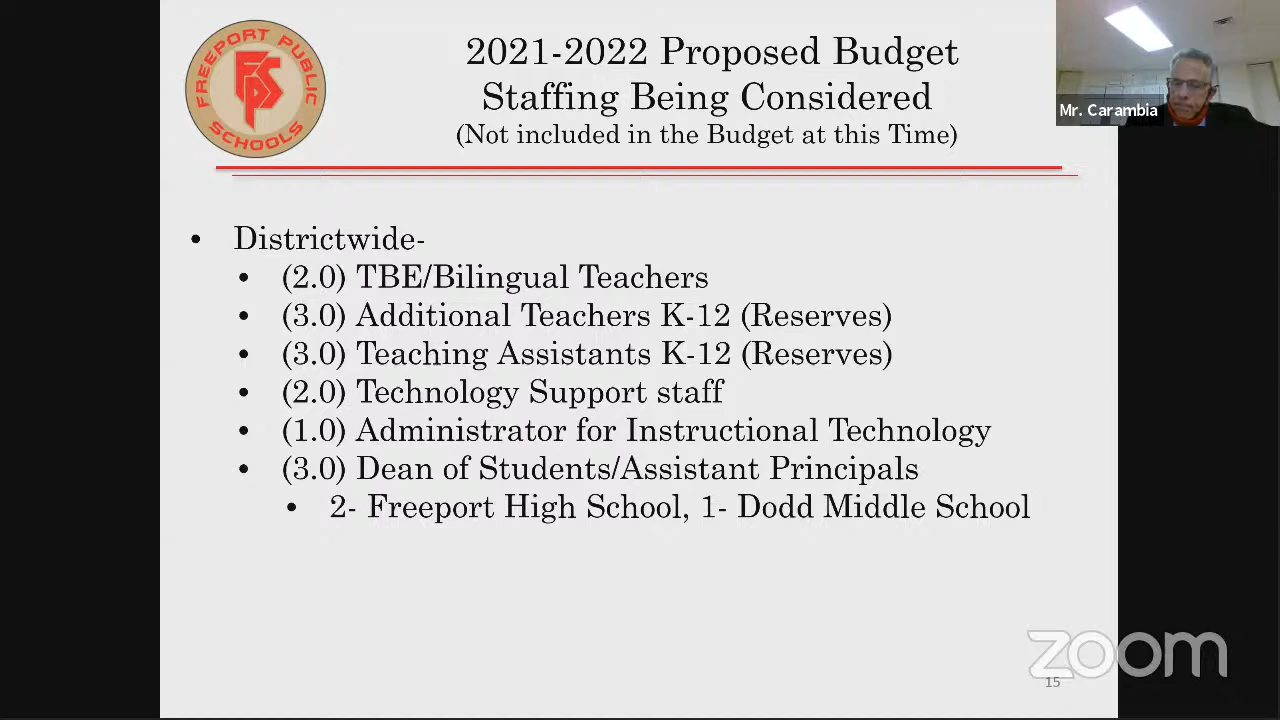 FREEPORT PUBLIC
SCHOOLS
FPS
2021-2022 Proposed Budget
Staffing Being Considered
(Not included in the Budget at this Time)
Mr. Carambia
• Districtwide-
• (2.0) TBE/Bilingual Teachers
• (3.0) Additional Teachers K-12 (Reserves)
• (3.0) Teaching Assistants K-12 (Reserves)
• (2.0) Technology Support staff
• (1.0) Administrator for Instructional Technology
• (3.0) Dean of Students/Assistant Principals
• 2- Freeport High School, 1- Dodd Middle School
zoom
15